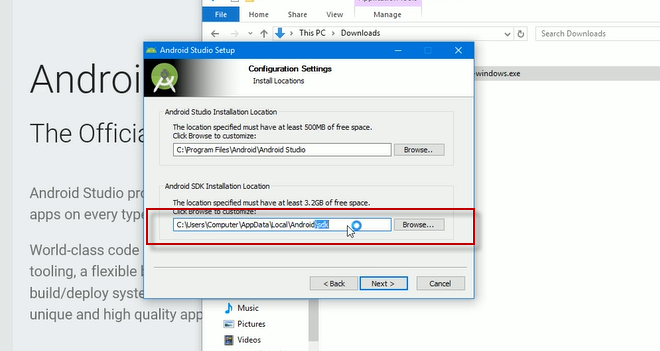 Application Tools
File
Home
Share
View
Manage
This PC > Downloads
Search Downloads
windows.exe
Android
The Official
Android Studio pro
apps on every type
World-class code
tooling, a flexible b
build/deploy syste
unique and high quality app
Android Studio Setup
Configuration Settings
Install Locations
Android Studio Installation Location
The location specified must have at least 500MB of free space.
Click Browse to customize:
C:\Program Files\Android\Android Studio
Browse...
Android SDK Installation Location
The location specified must have at least 3.2GB of free space.
Click Browse to customize:
C:\Users\Computer\AppData\Local\Android\sdk
Browse...
< Back
Next >
Cancel
Music
Pictures
Videos